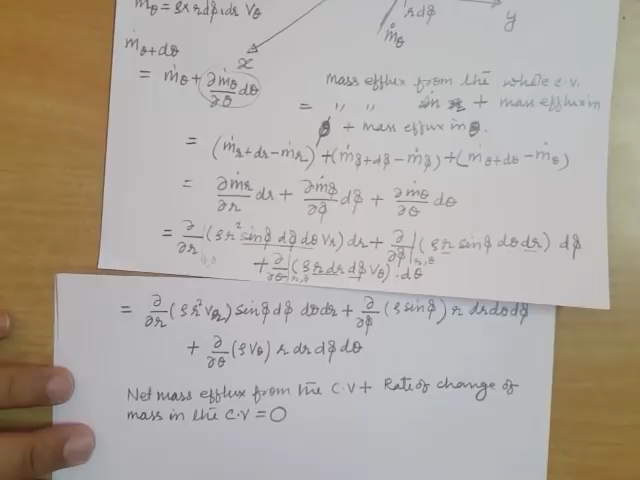 ṁθ = ρ r r dϕ dr Vθ
y
r dϕ
ṁθ
x
ṁθ+dθ
= ṁθ + ∂ṁθ/∂θ dθ
mass efflux from the whole c.v.
= " " in r + mass efflux in
ϕ + mass efflux in θ.
= (ṁr+dr - ṁr) + (ṁϕ+dϕ - ṁϕ) + (ṁθ+dθ - ṁθ)
= ∂ṁr/∂r dr + ∂ṁϕ/∂ϕ dϕ + ∂ṁθ/∂θ dθ
= ∂/∂r (ρr² sinϕ dϕ dθ Vr) dr + ∂/∂ϕ|r,θ (ρ r sinϕ dθ dr) dϕ
+ ∂/∂θ (ρ r dr dϕ Vθ) . dθ
= ∂/∂r (ρ r² Vr) sinϕ dϕ dθ dr + ∂/∂ϕ (ρ sinϕ) r dr dθ dϕ
+ ∂/∂θ (ρVθ) r dr dϕ dθ
Net mass efflux from the C.V + Rate of change of
mass in the C.V = 0